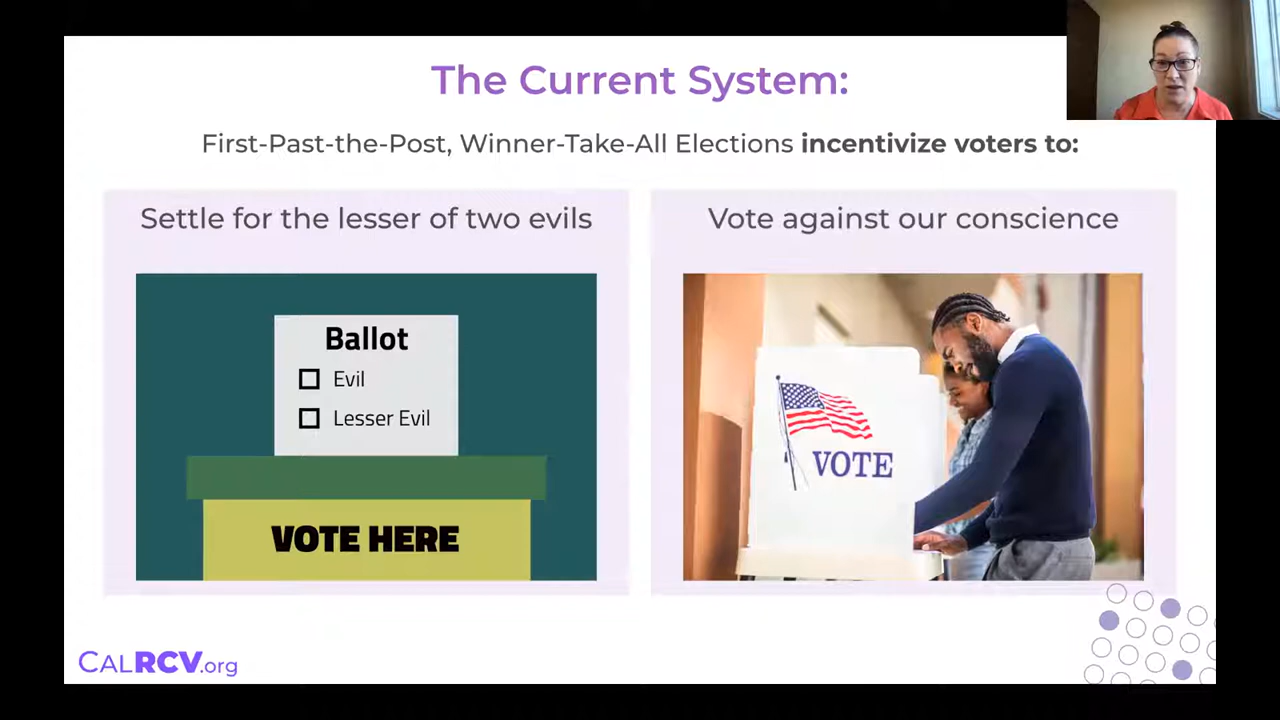 The Current System:
First-Past-the-Post, Winner-Take-All Elections incentivize voters to:
Settle for the lesser of two evils
Vote against our conscience
Ballot
Evil
Lesser Evil
VOTE HERE
VOTE
CALRCV.org